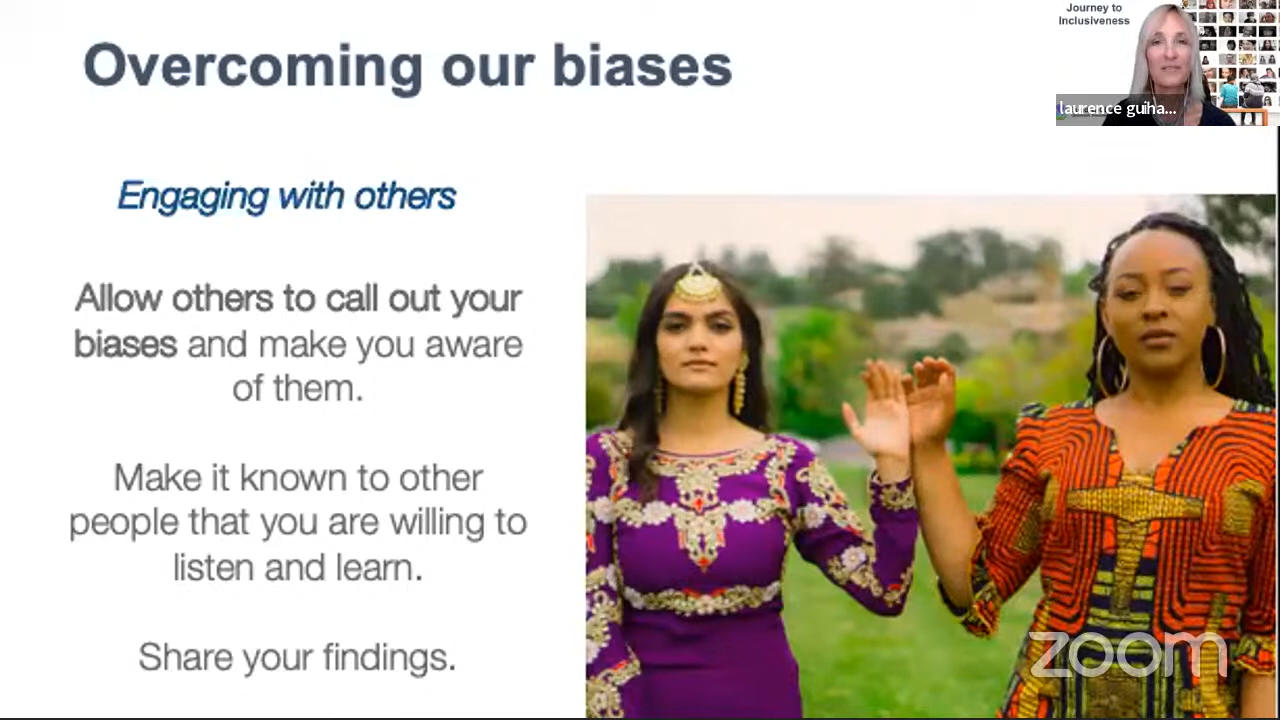 Overcoming our biases
Journey to
Inclusiveness
laurence guiha...
Engaging with others
Allow others to call out your
biases and make you aware
of them.
Make it known to other
people that you are willing to
listen and learn.
Share your findings.
zoom